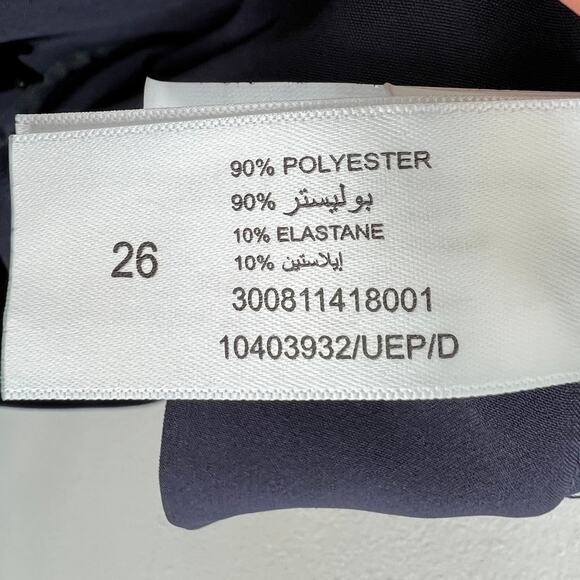 26
90% POLYESTER
90% بوليستر
10% ELASTANE
10% إيلاستين
300811418001
10403932/UEP/D